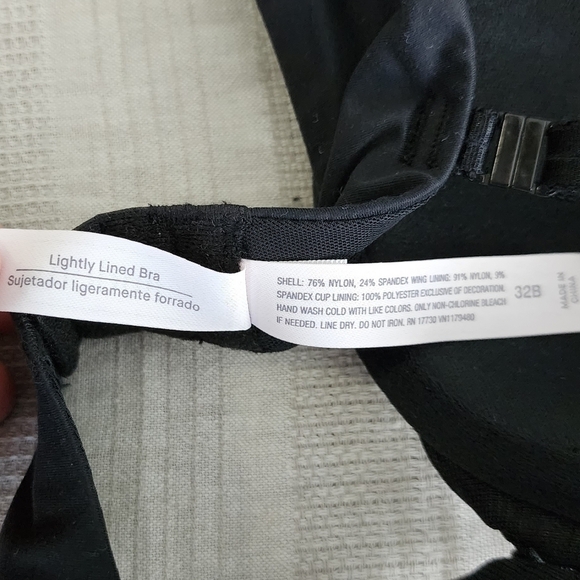 Lightly Lined Bra
Sujetador ligeramente forrado
SHELL: 76% NYLON, 24% SPANDEX WING LINING: 91% NYLON, 9%
SPANDEX CUP LINING: 100% POLYESTER EXCLUSIVE OF DECORATION.
HAND WASH COLD WITH LIKE COLORS. ONLY NON-CHLORINE BLEACH
IF NEEDED. LINE DRY. DO NOT IRON. RN 17730 VN1179480
32B
MADE IN